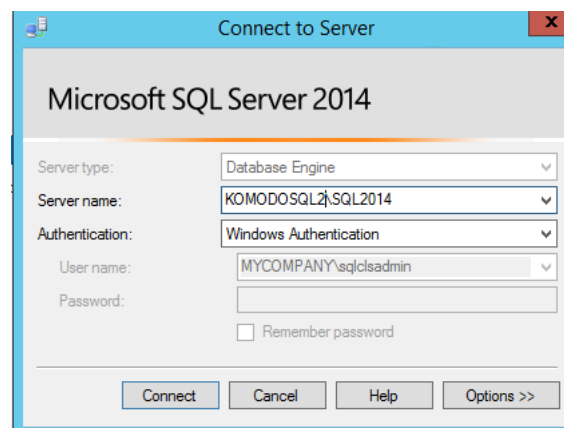 Connect to Server
x
Microsoft SQL Server 2014
Server type: Database Engine
Server name: KOMODOSQL2\SQL2014
Authentication: Windows Authentication
User name: MYCOMPANY\sqlclsadmin
Password:
Remember password
Connect Cancel Help Options >>